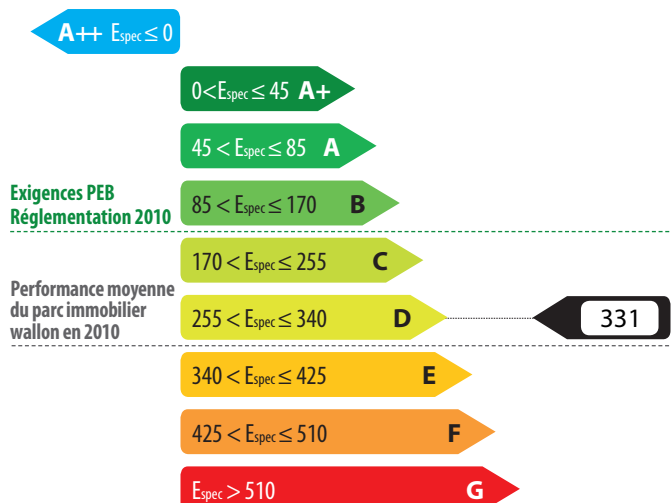 A++ Espec ≤ 0
0<Espec ≤ 45 A+
45 < Espec ≤ 85 A
Exigences PEB
Réglementation 2010
85 < Espec ≤ 170 B
170 < Espec ≤ 255 C
Performance moyenne
du parc immobilier
wallon en 2010
255 < Espec ≤ 340 D
331
340 < Espec ≤ 425 E
425 < Espec ≤ 510 F
Espec > 510 G